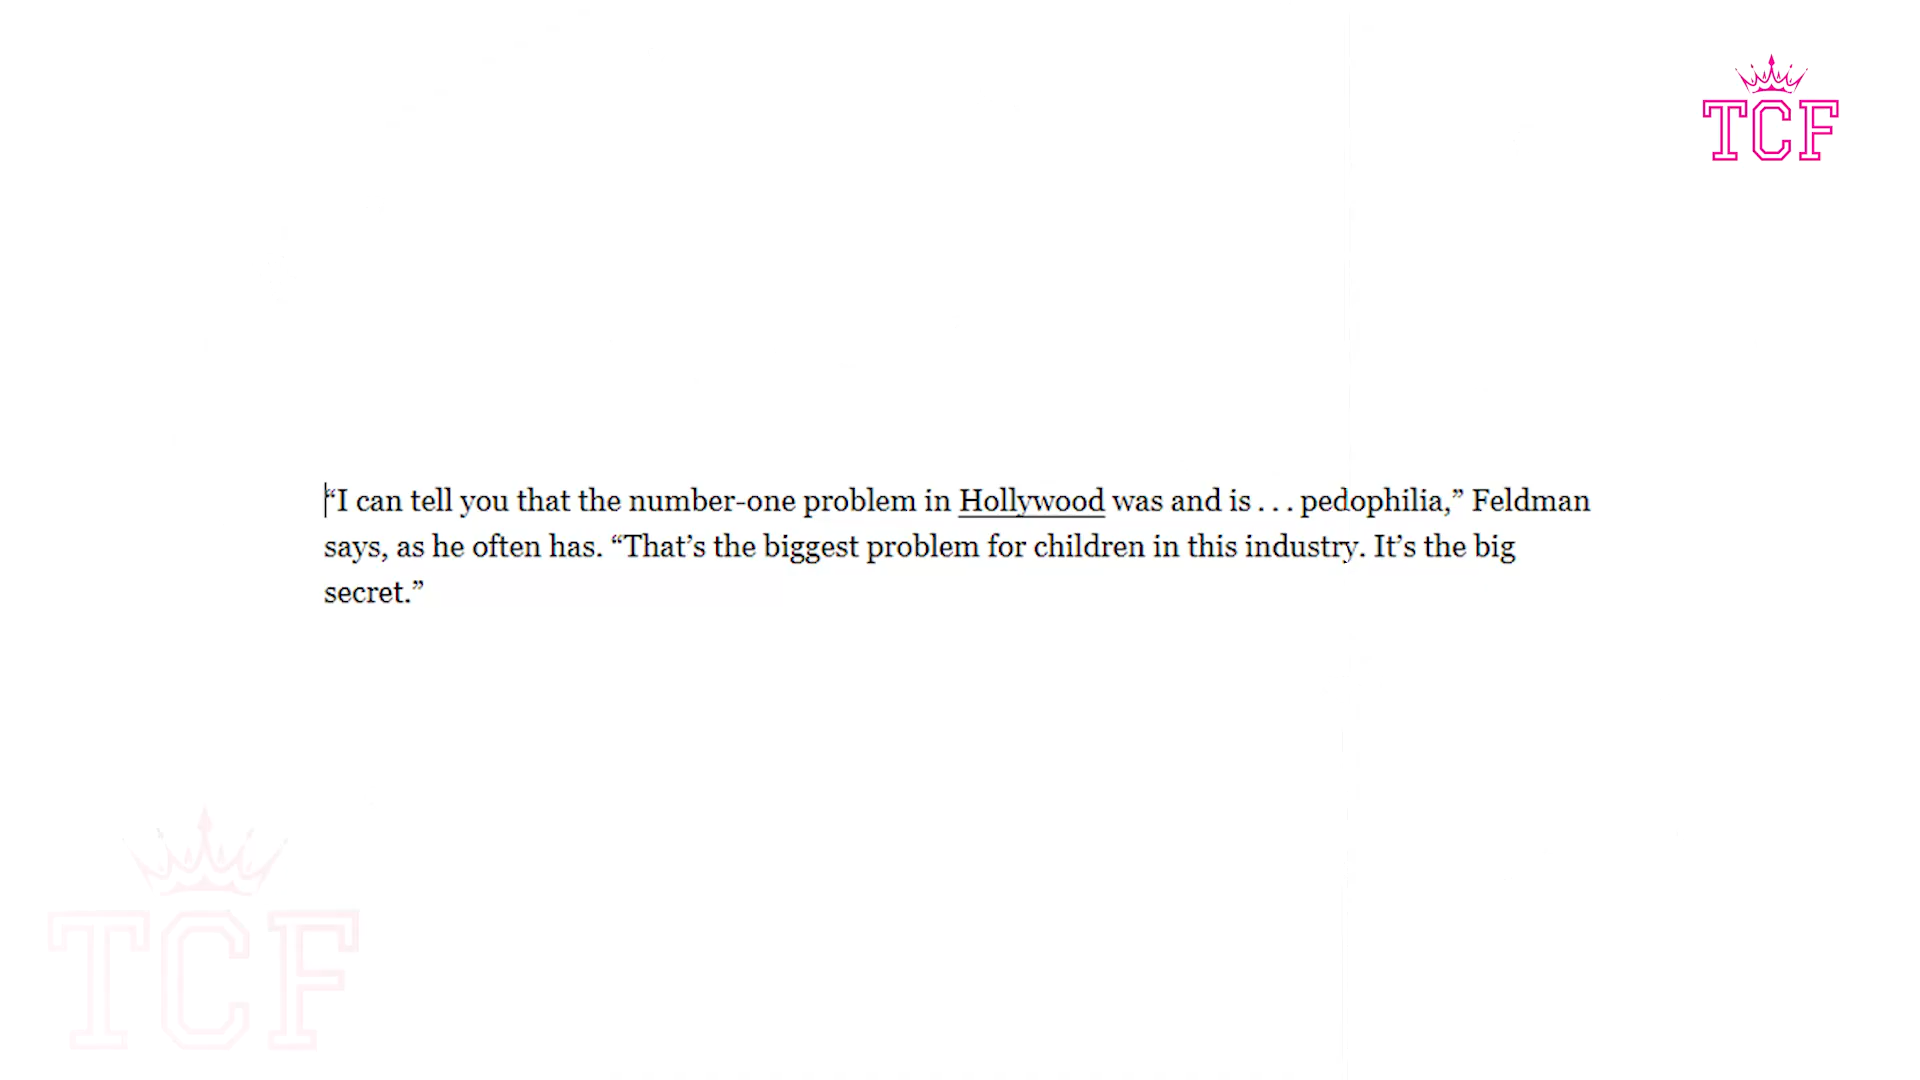 TCF
“I can tell you that the number-one problem in Hollywood was and is . . . pedophilia,” Feldman
says, as he often has. “That’s the biggest problem for children in this industry. It’s the big
secret.”
TCF